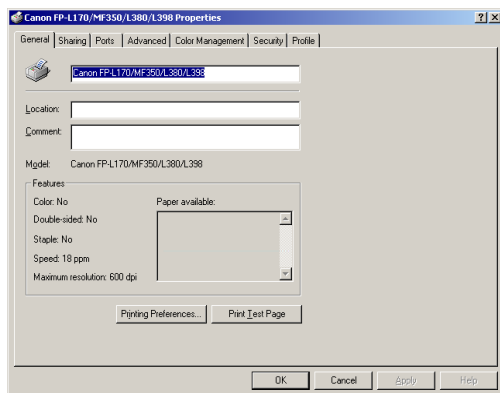 Canon FP-L170/MF350/L380/L398 Properties
General Sharing Ports Advanced Color Management Security Profile
Canon FP-L170/MF350/L380/L398
Location:
Comment:
Model: Canon FP-L170/MF350/L380/L398
Features
Color: No Paper available:
Double-sided: No
Staple: No
Speed: 18 ppm
Maximum resolution: 600 dpi
Printing Preferences... Print Test Page
OK Cancel Apply Help